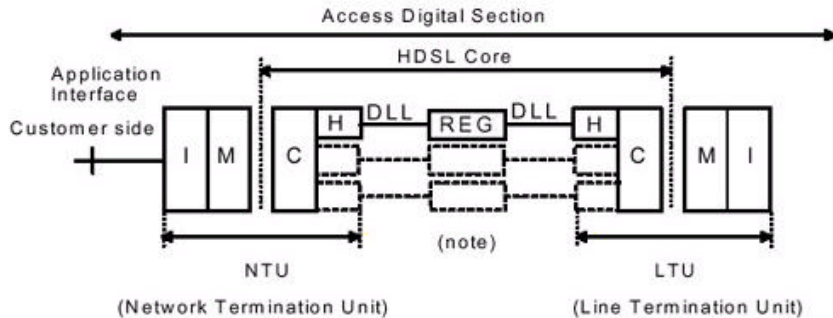 Access Digital Section
HDSL Core
Application
Interface
Customer side
I M C H DLL REG DLL H C M I
(note)
NTU LTU
(Network Termination Unit) (Line Termination Unit)